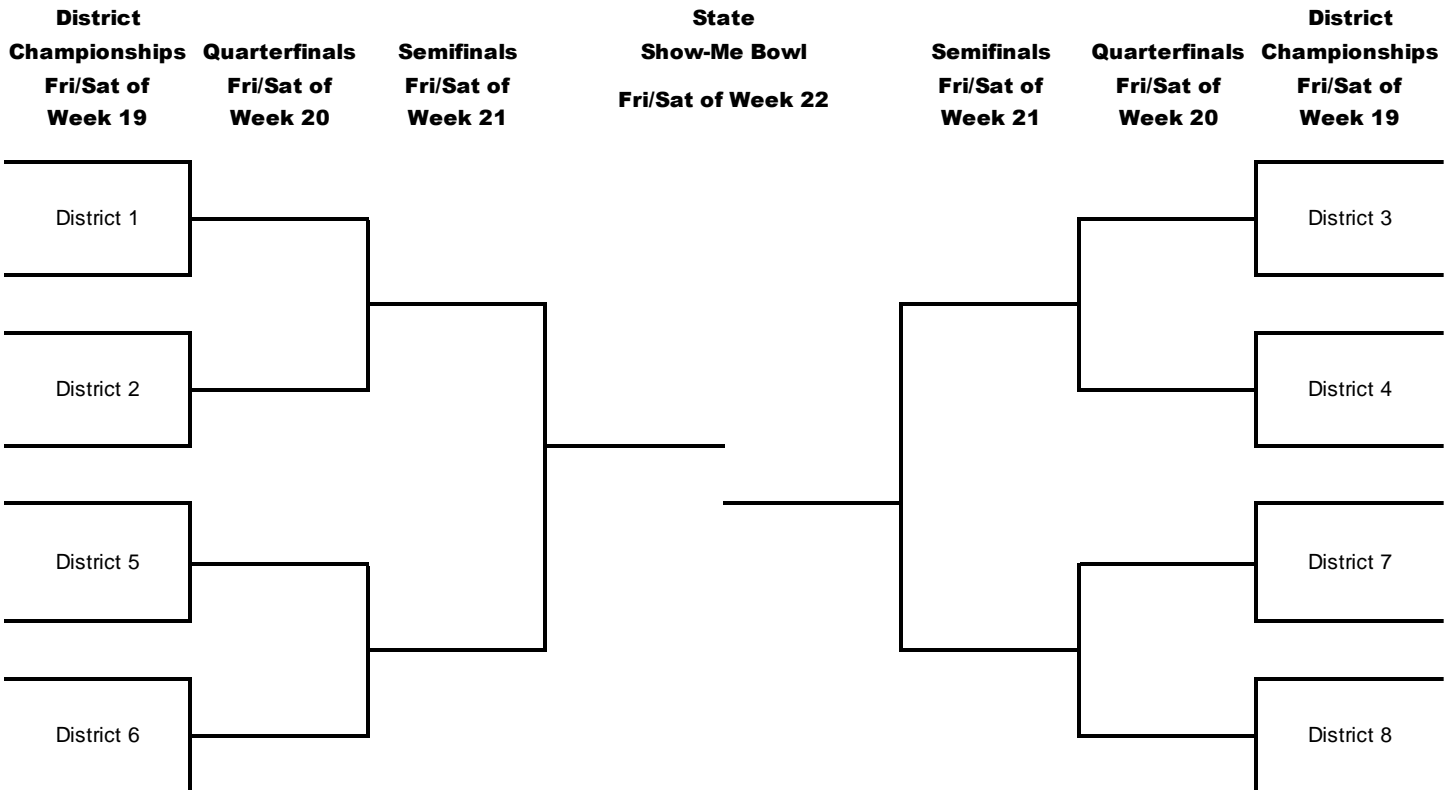 District
Championships
Fri/Sat of
Week 19
Quarterfinals
Fri/Sat of
Week 20
Semifinals
Fri/Sat of
Week 21
State
Show-Me Bowl
Fri/Sat of Week 22
Semifinals
Fri/Sat of
Week 21
Quarterfinals
Fri/Sat of
Week 20
District
Championships
Fri/Sat of
Week 19
District 1
District 2
District 5
District 6
District 3
District 4
District 7
District 8